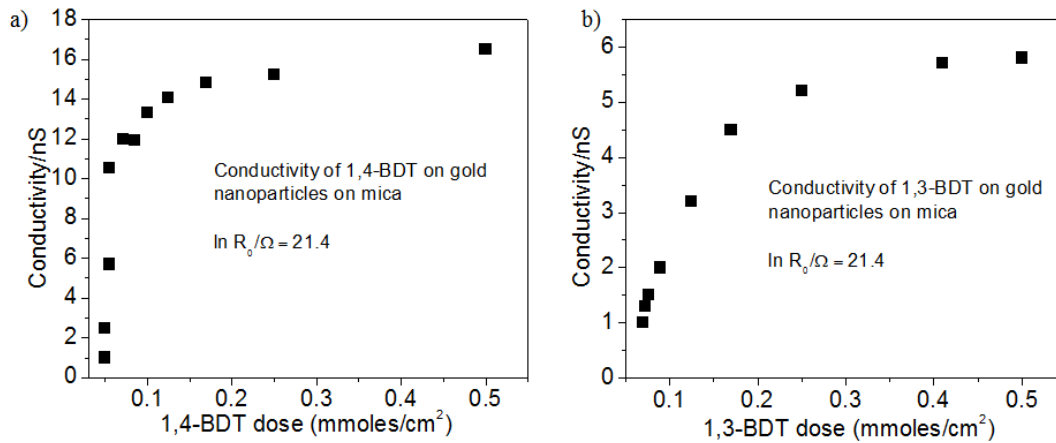 a)
Conductivity/nS
18
16
14
12
10
8
6
4
2
0
Conductivity of 1,4-BDT on gold
nanoparticles on mica
ln R₀/Ω = 21.4
0.1 0.2 0.3 0.4 0.5
1,4-BDT dose (mmoles/cm²)
b)
Conductivity/nS
6
5
4
3
2
1
0
Conductivity of 1,3-BDT on gold
nanoparticles on mica
ln R₀/Ω = 21.4
0.1 0.2 0.3 0.4 0.5
1,3-BDT dose (mmoles/cm²)